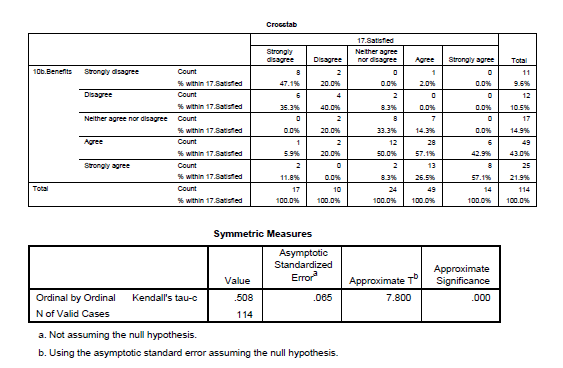 Crosstab
17.Satisfied
Strongly disagree Disagree Neither agree nor disagree Agree Strongly agree Total
10b.Benefits Strongly disagree Count 8 2 0 1 0 11
% within 17.Satisfied 47.1% 20.0% 0.0% 2.0% 0.0% 9.6%
Disagree Count 6 4 2 0 0 12
% within 17.Satisfied 35.3% 40.0% 8.3% 0.0% 0.0% 10.5%
Neither agree nor disagree Count 0 2 8 7 0 17
% within 17.Satisfied 0.0% 20.0% 33.3% 14.3% 0.0% 14.9%
Agree Count 1 2 12 28 6 49
% within 17.Satisfied 5.9% 20.0% 50.0% 57.1% 42.9% 43.0%
Strongly agree Count 2 0 2 13 8 25
% within 17.Satisfied 11.8% 0.0% 8.3% 26.5% 57.1% 21.9%
Total Count 17 10 24 49 14 114
% within 17.Satisfied 100.0% 100.0% 100.0% 100.0% 100.0% 100.0%
Symmetric Measures
Value Asymptotic Standardized Error^a Approximate T^b Approximate Significance
Ordinal by Ordinal Kendall's tau-c .508 .065 7.800 .000
N of Valid Cases 114
a. Not assuming the null hypothesis.
b. Using the asymptotic standard error assuming the null hypothesis.